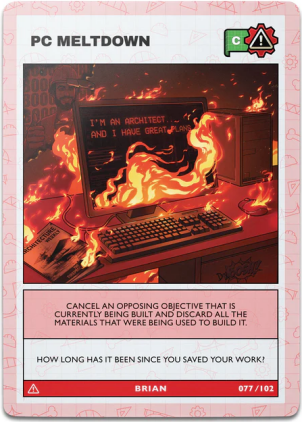 PC MELTDOWN
C
I'M AN ARCHITECT
AND I HAVE GREAT PLANS
ARCHITECTURE
CANCEL AN OPPOSING OBJECTIVE THAT IS
CURRENTLY BEING BUILT AND DISCARD ALL THE
MATERIALS THAT WERE BEING USED TO BUILD IT.
HOW LONG HAS IT BEEN SINCE YOU SAVED YOUR WORK?
BRIAN
077/102